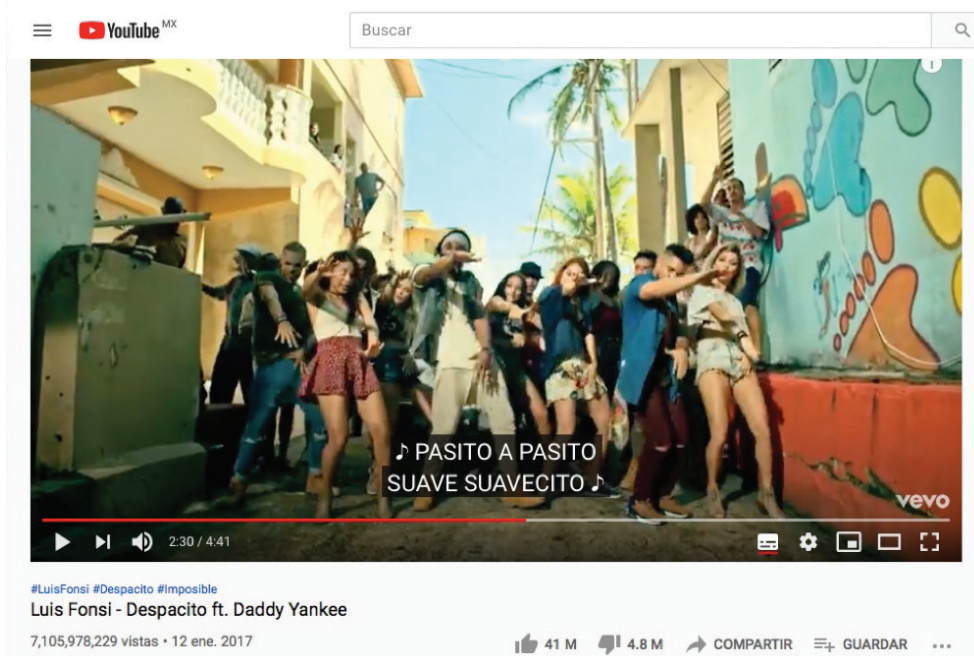 YouTube MX
Buscar
♪ PASITO A PASITO
SUAVE SUAVECITO ♪
vevo
2:30 / 4:41
#LuisFonsi #Despacito #Imposible
Luis Fonsi - Despacito ft. Daddy Yankee
7,105,978,229 vistas • 12 ene. 2017
41 M
4.8 M
COMPARTIR
GUARDAR